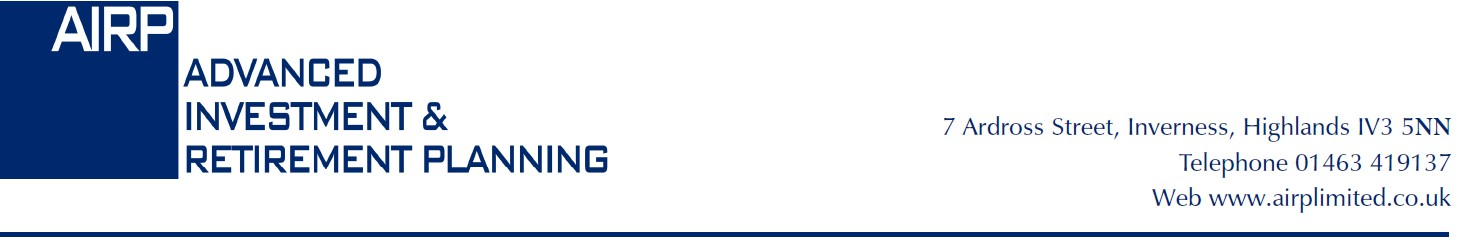 AIRP
ADVANCED
INVESTMENT &
RETIREMENT PLANNING
7 Ardross Street, Inverness, Highlands IV3 5NN
Telephone 01463 419137
Web www.airplimited.co.uk